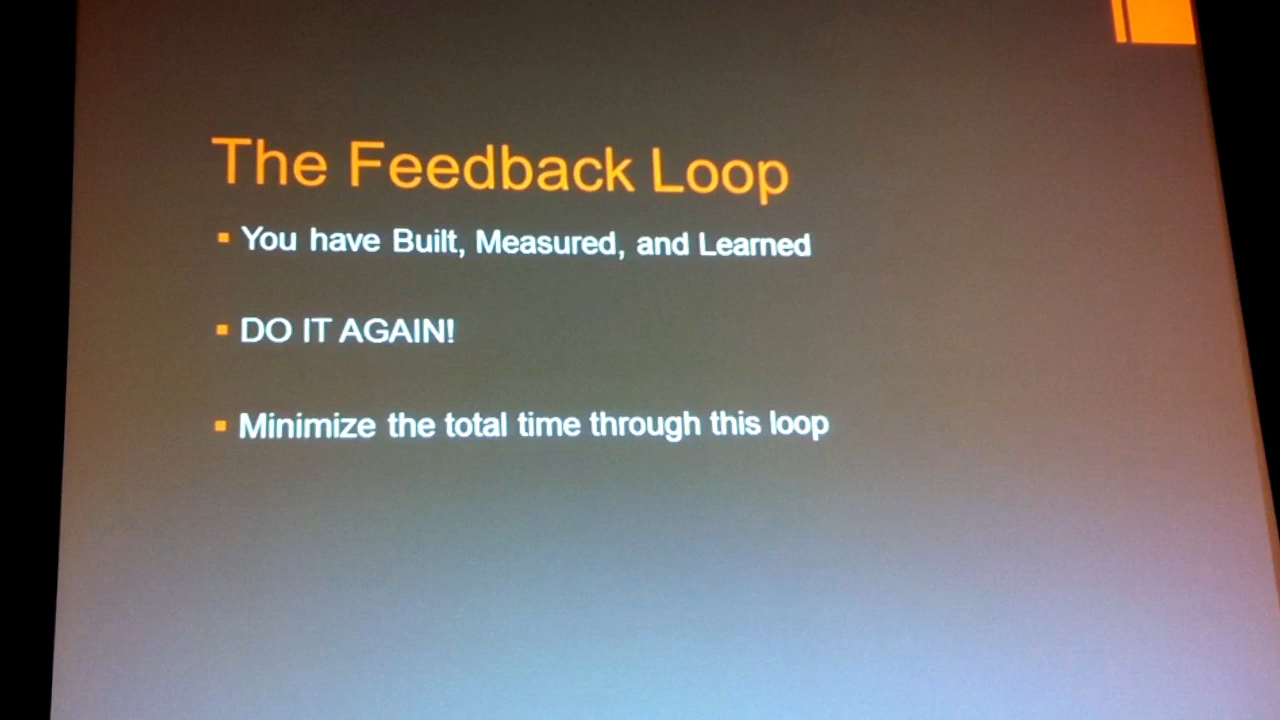 The Feedback Loop
▪ You have Built, Measured, and Learned
▪ DO IT AGAIN!
▪ Minimize the total time through this loop